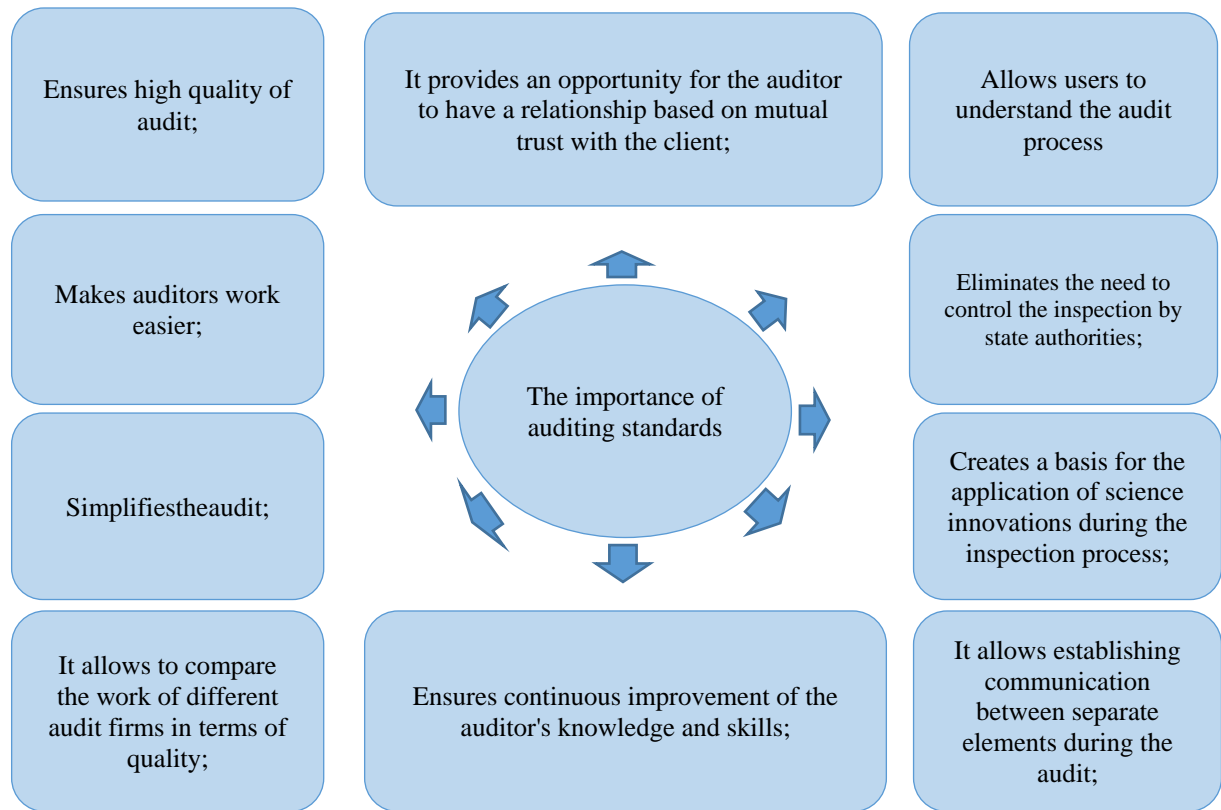 Ensures high quality of
audit;
It provides an opportunity for the auditor
to have a relationship based on mutual
trust with the client;
Allows users to
understand the audit
process
Makes auditors work
easier;
Eliminates the need to
control the inspection by
state authorities;
The importance of
auditing standards
Simplifiestheaudit;
Creates a basis for the
application of science
innovations during the
inspection process;
It allows to compare
the work of different
audit firms in terms of
quality;
Ensures continuous improvement of the
auditor's knowledge and skills;
It allows establishing
communication
between separate
elements during the
audit;